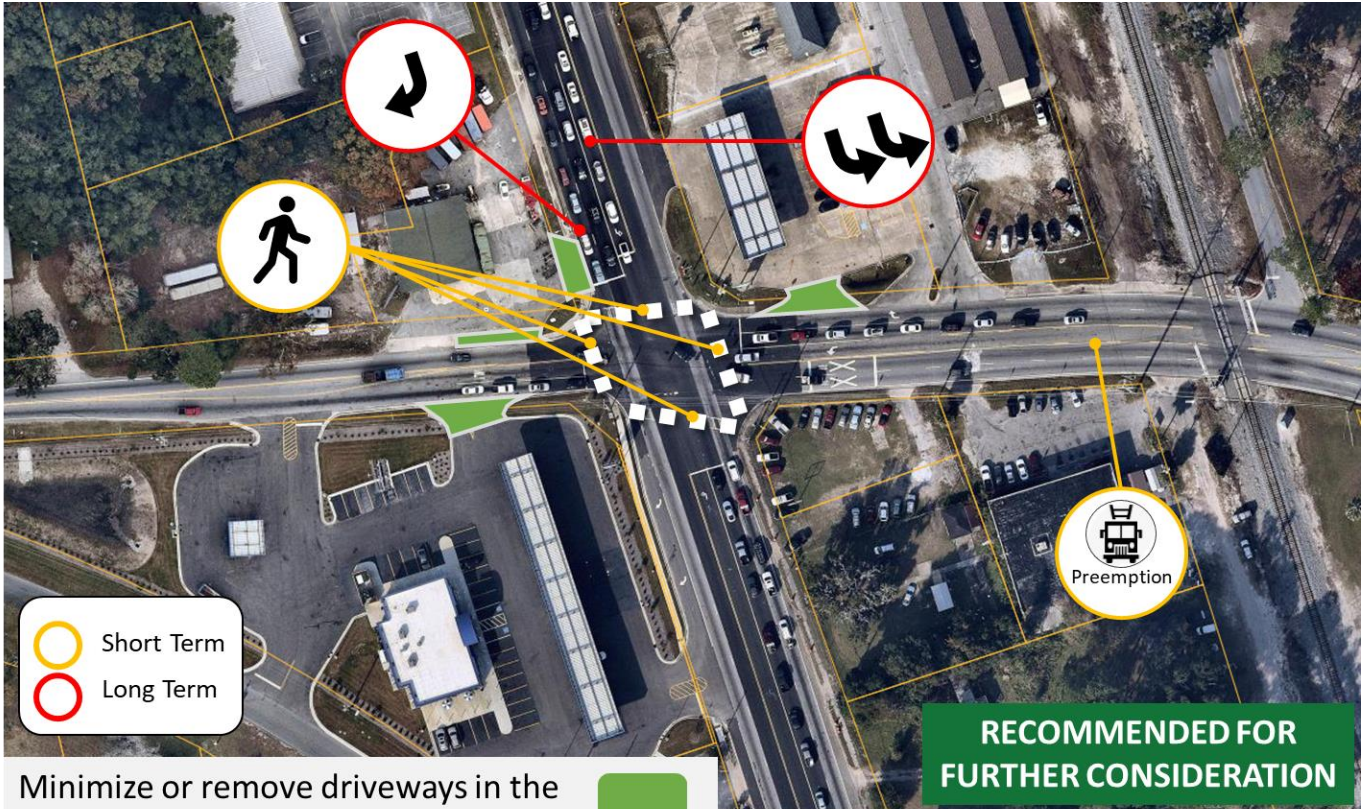 Preemption
Short Term
Long Term
RECOMMENDED FOR
FURTHER CONSIDERATION
Minimize or remove driveways in the